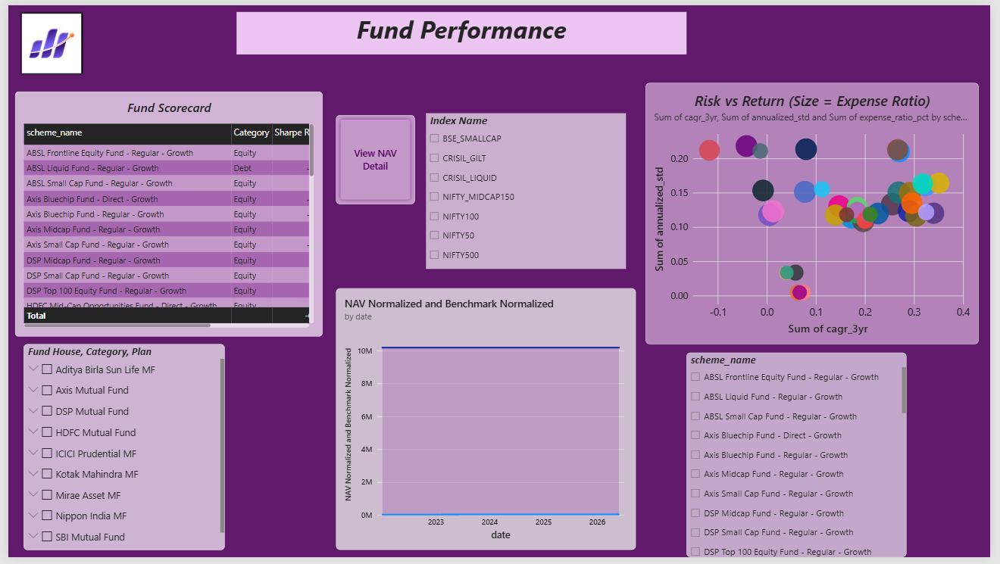 Fund Performance
Fund Scorecard
scheme_name Category Sharpe R
ABSL Frontline Equity Fund - Regular - Growth Equity
ABSL Liquid Fund - Regular - Growth Debt -
ABSL Small Cap Fund - Regular - Growth Equity
Axis Bluechip Fund - Direct - Growth Equity -
Axis Bluechip Fund - Regular - Growth Equity -
Axis Midcap Fund - Regular - Growth Equity
Axis Small Cap Fund - Regular - Growth Equity -
DSP Midcap Fund - Regular - Growth Equity
DSP Small Cap Fund - Regular - Growth Equity
DSP Top 100 Equity Fund - Regular - Growth Equity
HDFC Mid-Cap Opportunities Fund - Direct - Growth Equity
Total
Fund House, Category, Plan
Aditya Birla Sun Life MF
Axis Mutual Fund
DSP Mutual Fund
HDFC Mutual Fund
ICICI Prudential MF
Kotak Mahindra MF
Mirae Asset MF
Nippon India MF
SBI Mutual Fund
View NAV
Detail
Index Name
BSE_SMALLCAP
CRISIL_GILT
CRISIL_LIQUID
NIFTY_MIDCAP150
NIFTY100
NIFTY50
NIFTY500
NAV Normalized and Benchmark Normalized
by date
NAV Normalized and Benchmark Normalized
10M
8M
6M
4M
2M
0M
2023 2024 2025 2026
date
Risk vs Return (Size = Expense Ratio)
Sum of cagr_3yr, Sum of annualized_std and Sum of expense_ratio_pct by sche...
Sum of annualized_std
0.20
0.15
0.10
0.05
0.00
-0.1 0.0 0.1 0.2 0.3 0.4
Sum of cagr_3yr
scheme_name
ABSL Frontline Equity Fund - Regular - Growth
ABSL Liquid Fund - Regular - Growth
ABSL Small Cap Fund - Regular - Growth
Axis Bluechip Fund - Direct - Growth
Axis Bluechip Fund - Regular - Growth
Axis Midcap Fund - Regular - Growth
Axis Small Cap Fund - Regular - Growth
DSP Midcap Fund - Regular - Growth
DSP Small Cap Fund - Regular - Growth
DSP Top 100 Equity Fund - Regular - Growth